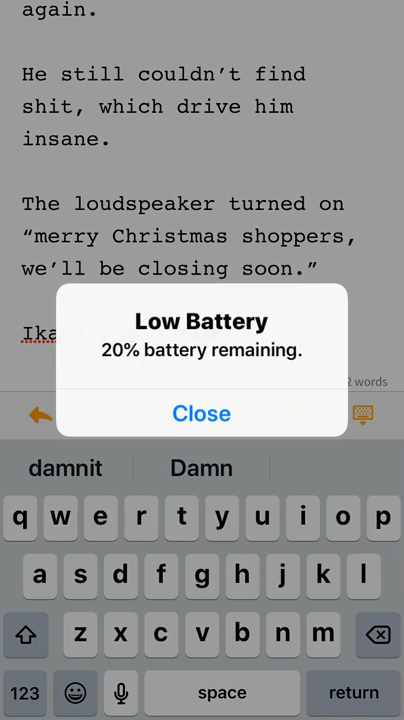 again.
He still couldn’t find
shit, which drive him
insane.
The loudspeaker turned on
“merry Christmas shoppers,
we’ll be closing soon.”
Low Battery
20% battery remaining.
words
Close
damnit Damn
q w e r t y u i o p
a s d f g h j k l
z x c v b n m
123 space return